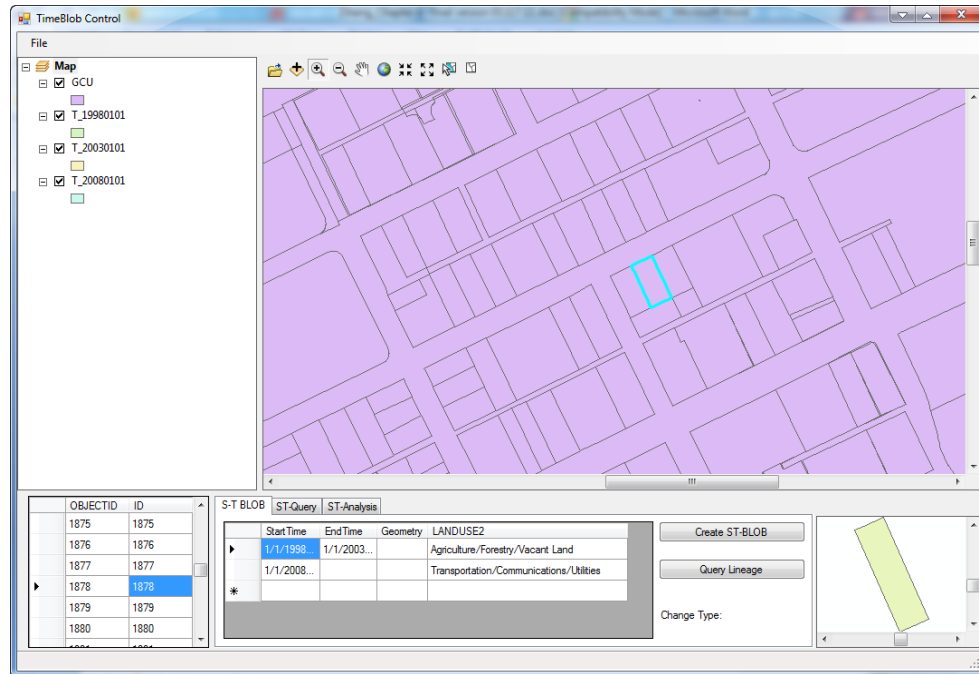 TimeBlob Control
File
Map
GCU
T_19980101
T_20030101
T_20080101
OBJECTID ID
1875 1875
1876 1876
1877 1877
1878 1878
1879 1879
1880 1880
S-T BLOB ST-Query ST-Analysis
StartTime EndTime Geometry LANDUSE2
1/1/1998... 1/1/2003... Agriculture/Forestry/Vacant Land
1/1/2008... Transportation/Communications/Utilities
Create ST-BLOB
Query Lineage
Change Type: